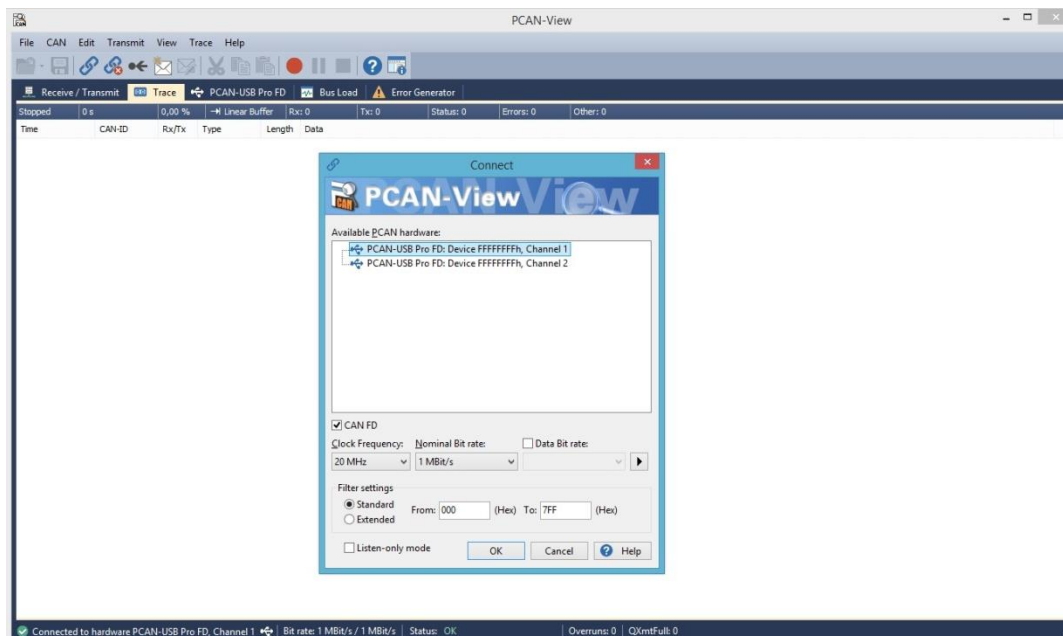 PCAN-View
File CAN Edit Transmit View Trace Help
Receive / Transmit Trace PCAN-USB Pro FD Bus Load Error Generator
Stopped 0 s 0,00 % Linear Buffer Rx: 0 Tx: 0 Status: 0 Errors: 0 Other: 0
Time CAN-ID Rx/Tx Type Length Data
Connect
PCAN-View
Available PCAN hardware:
PCAN-USB Pro FD: Device FFFFFFFFh, Channel 1
PCAN-USB Pro FD: Device FFFFFFFFh, Channel 2
CAN FD
Clock Frequency: Nominal Bit rate: Data Bit rate:
20 MHz 1 MBit/s
Filter settings
Standard From: 000 (Hex) To: 7FF (Hex)
Extended
Listen-only mode OK Cancel Help
Connected to hardware PCAN-USB Pro FD, Channel 1 Bit rate: 1 MBit/s / 1 MBit/s Status: OK Overruns: 0 QXmtFull: 0